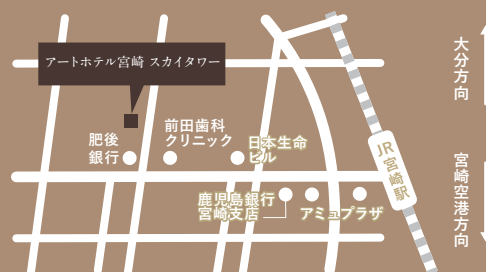 アートホテル宮崎 スカイタワー
大分方向
前田歯科
クリニック
肥後
銀行
日本生命
ビル
JR宮崎駅
宮崎空港方向
鹿児島銀行
宮崎支店
アミュプラザ